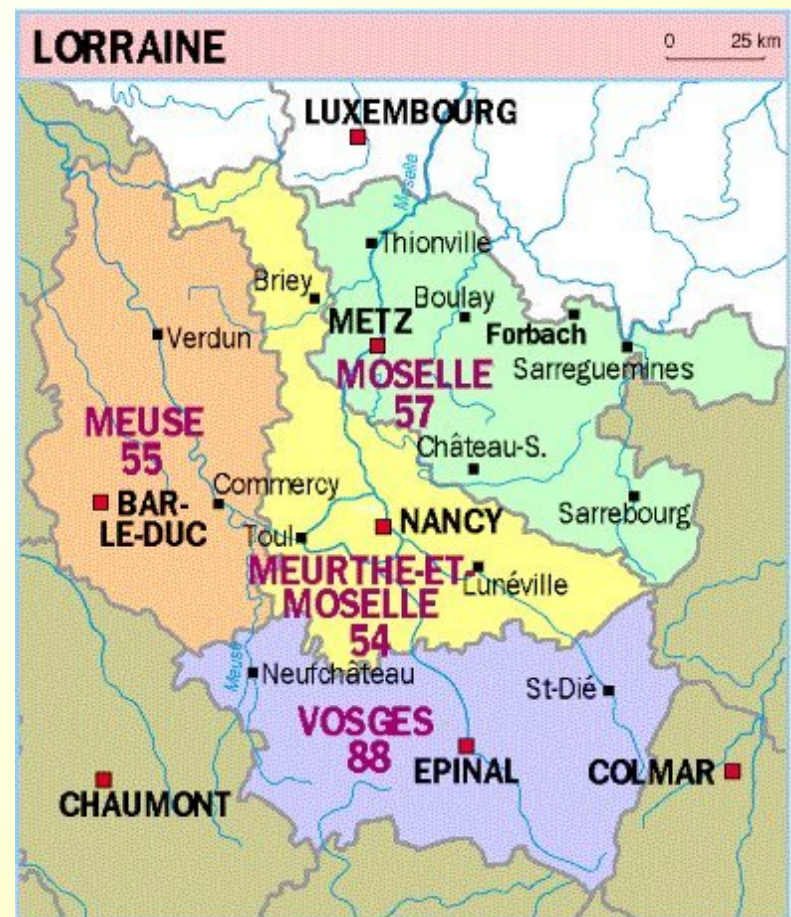 LORRAINE
0 25 km
LUXEMBOURG
Moselle
Thionville
Briey
Boulay
METZ
Forbach
Verdun
Sarreguemines
MOSELLE
57
MEUSE
55
Château-S.
Commercy
BAR-
LE-DUC
NANCY
Sarrebourg
Toul
MEURTHE-ET-
MOSELLE
54
Lunéville
Meuse
Neufchâteau
St-Dié
VOSGES
88
EPINAL
COLMAR
CHAUMONT